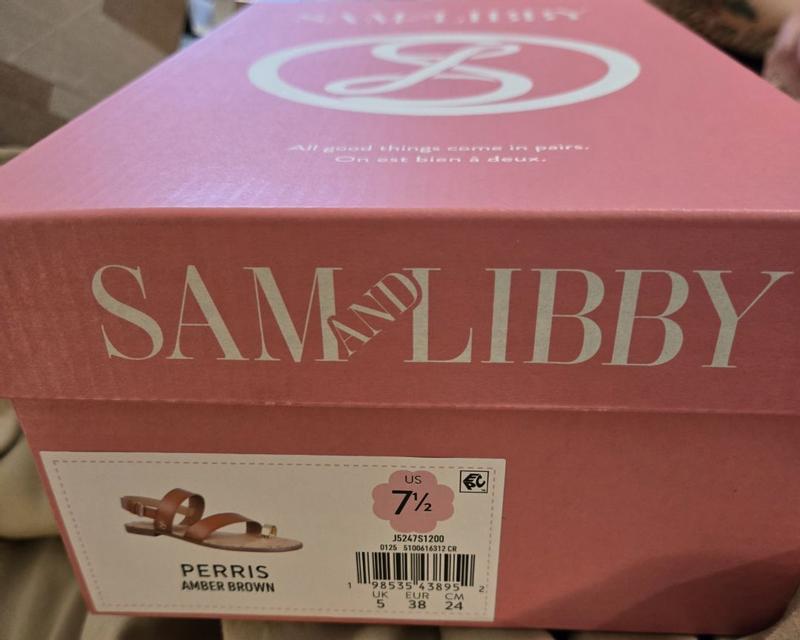 SAM & LIBBY
All good things come in pairs.
On est bien à deux.
SAM AND LIBBY
US
7½
J5247S1200
0125 5100616312 CR
PERRIS
AMBER BROWN
1 98535 43895 2
UK EUR CM
5 38 24